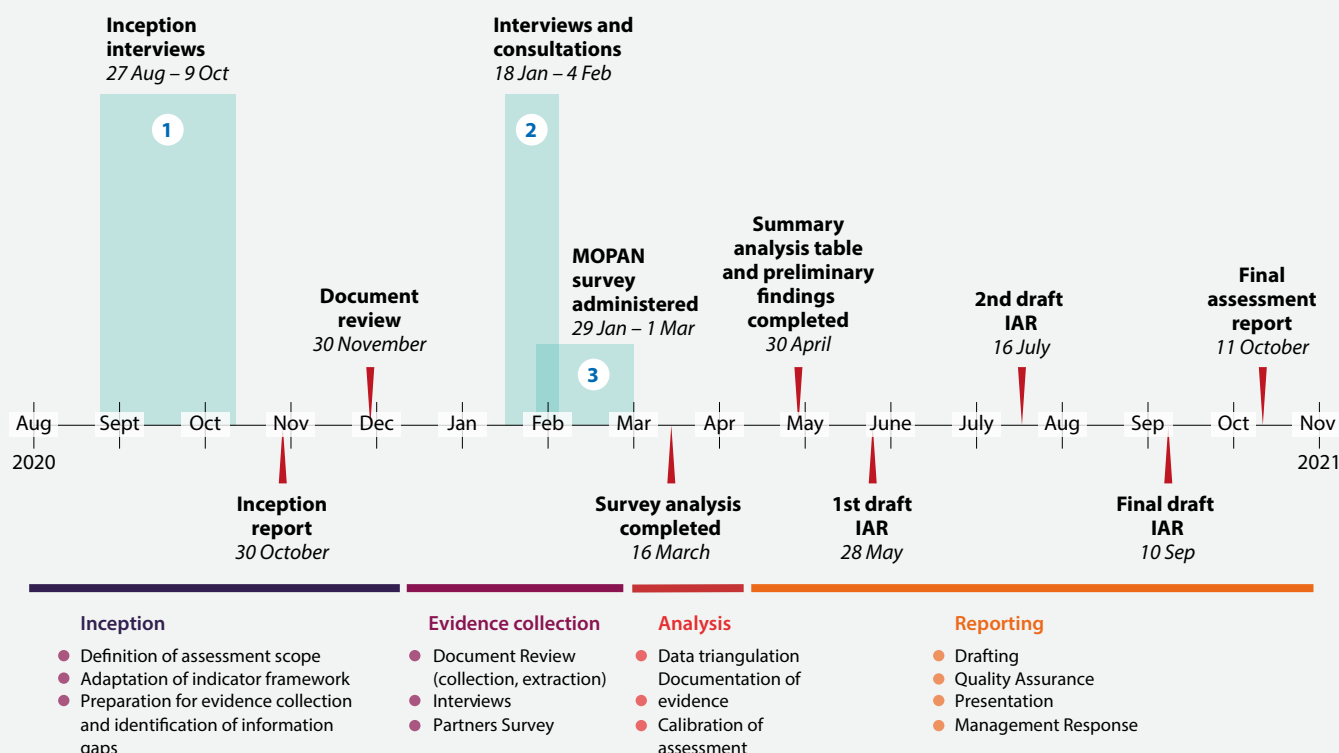 Inception
interviews
27 Aug – 9 Oct
1
Interviews and
consultations
18 Jan – 4 Feb
2
MOPAN
survey
administered
29 Jan – 1 Mar
3
Document
review
30 November
Summary
analysis table
and preliminary
findings
completed
30 April
2nd draft
IAR
16 July
Final
assessment
report
11 October
Aug Sept Oct Nov Dec Jan Feb Mar Apr May June July Aug Sep Oct Nov
2020 2021
Inception
report
30 October
Survey analysis
completed
16 March
1st draft
IAR
28 May
Final draft
IAR
10 Sep
Inception
Definition of assessment scope
Adaptation of indicator framework
Preparation for evidence collection
and identification of information
gaps
Evidence collection
Document Review
(collection, extraction)
Interviews
Partners Survey
Analysis
Data triangulation
Documentation of
evidence
Calibration of
assessment
Reporting
Drafting
Quality Assurance
Presentation
Management Response